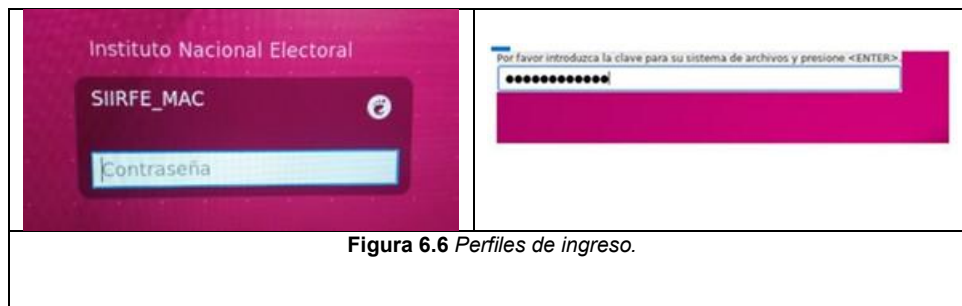 Instituto Nacional Electoral
SIIRFE_MAC
Contraseña
Por favor introduzca la clave para su sistema de archivos y presione <ENTER>.
●●●●●●●●●●●●
Figura 6.6 Perfiles de ingreso.